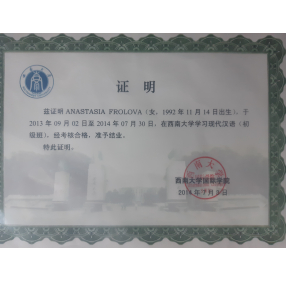 证 明
兹证明 ANASTASIA FROLOVA（女，1992 年 11 月 14 日出生），于
2013 年 09 月 02 日至 2014 年 07 月 30 日，在西南大学学习现代汉语（初
级班），经考核合格，准予结业。
特此证明。
西南大学国际学院